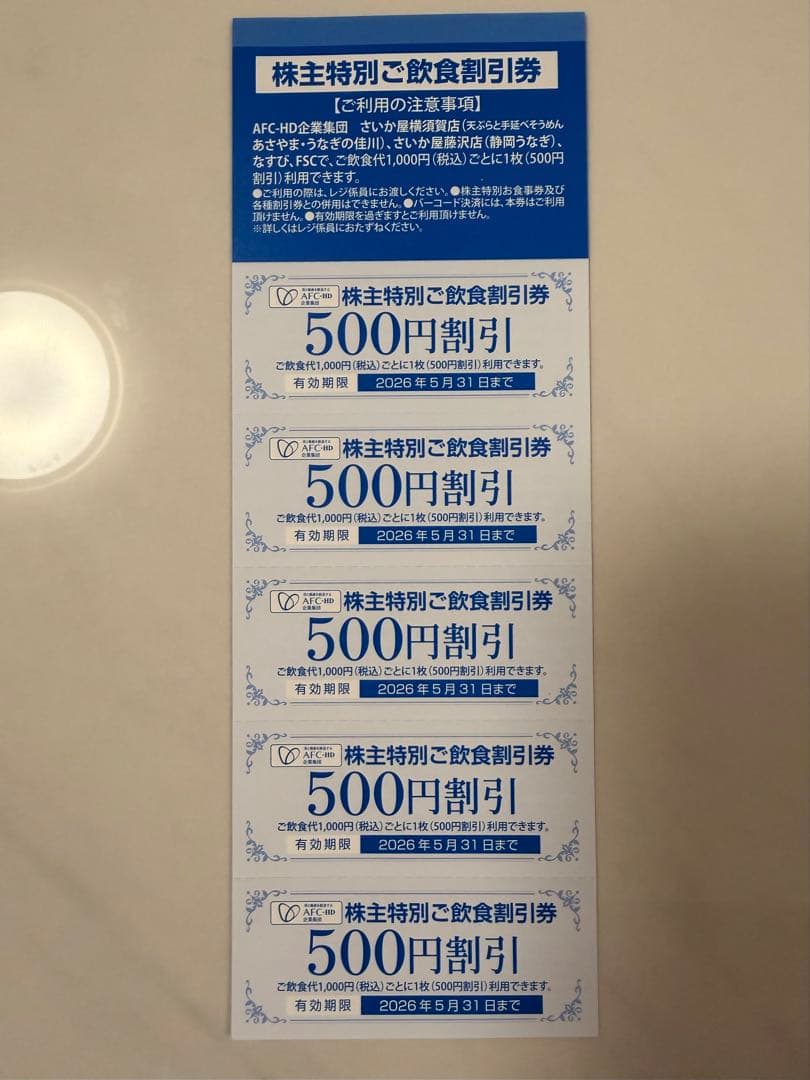 株主特別ご飲食割引券
【ご利用の注意事項】
AFC-HD企業集団 さいか屋横須賀店(天ぷらと手延べそうめん
あさやま・うなぎの佳川)、さいか屋藤沢店(静岡うなぎ)、
なすび、FSCで、ご飲食代1,000円(税込)ごとに1枚(500円
割引)利用できます。
●ご利用の際は、レジ係員にお渡しください。●株主特別お食事券及び
各種割引券との併用はできません。●バーコード決済には、本券はご利用
頂けません。●有効期限を過ぎますとご利用頂けません。
※詳しくはレジ係員におたずねください。
AFC-HD
企業集団
株主特別ご飲食割引券
500円割引
ご飲食代1,000円(税込)ごとに1枚(500円割引)利用できます。
有効期限 2026年5月31日まで
AFC-HD
企業集団
株主特別ご飲食割引券
500円割引
ご飲食代1,000円(税込)ごとに1枚(500円割引)利用できます。
有効期限 2026年5月31日まで
AFC-HD
企業集団
株主特別ご飲食割引券
500円割引
ご飲食代1,000円(税込)ごとに1枚(500円割引)利用できます。
有効期限 2026年5月31日まで
AFC-HD
企業集団
株主特別ご飲食割引券
500円割引
ご飲食代1,000円(税込)ごとに1枚(500円割引)利用できます。
有効期限 2026年5月31日まで
AFC-HD
企業集団
株主特別ご飲食割引券
500円割引
ご飲食代1,000円(税込)ごとに1枚(500円割引)利用できます。
有効期限 2026年5月31日まで